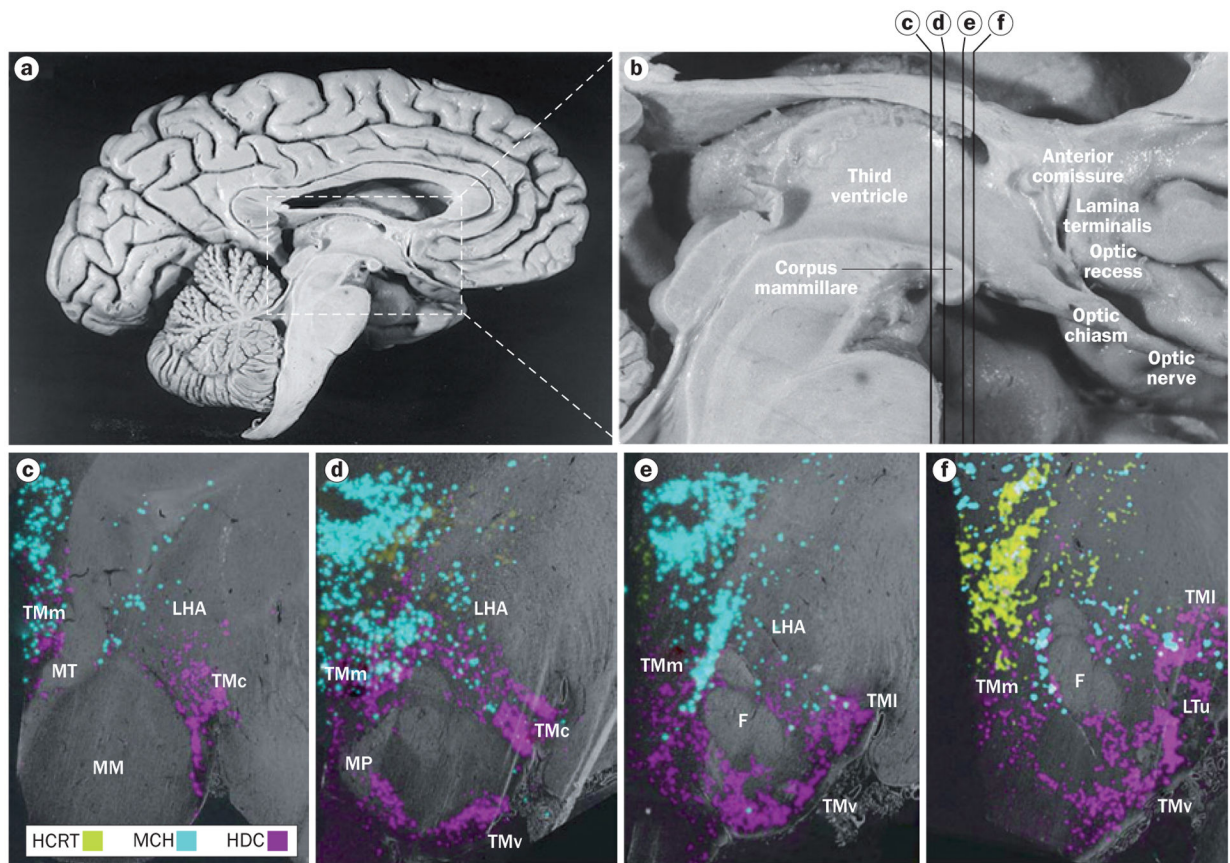 c d e f
a
b
Third
ventricle
Corpus
mammillare
Anterior
comissure
Lamina
terminalis
Optic
recess
Optic
chiasm
Optic
nerve
c
TMm
MT
LHA
TMc
MM
HCRT MCH HDC
d
LHA
TMm
TMc
MP
TMv
e
LHA
TMm
TMl
F
TMv
f
TMl
TMm
F
LTu
TMv